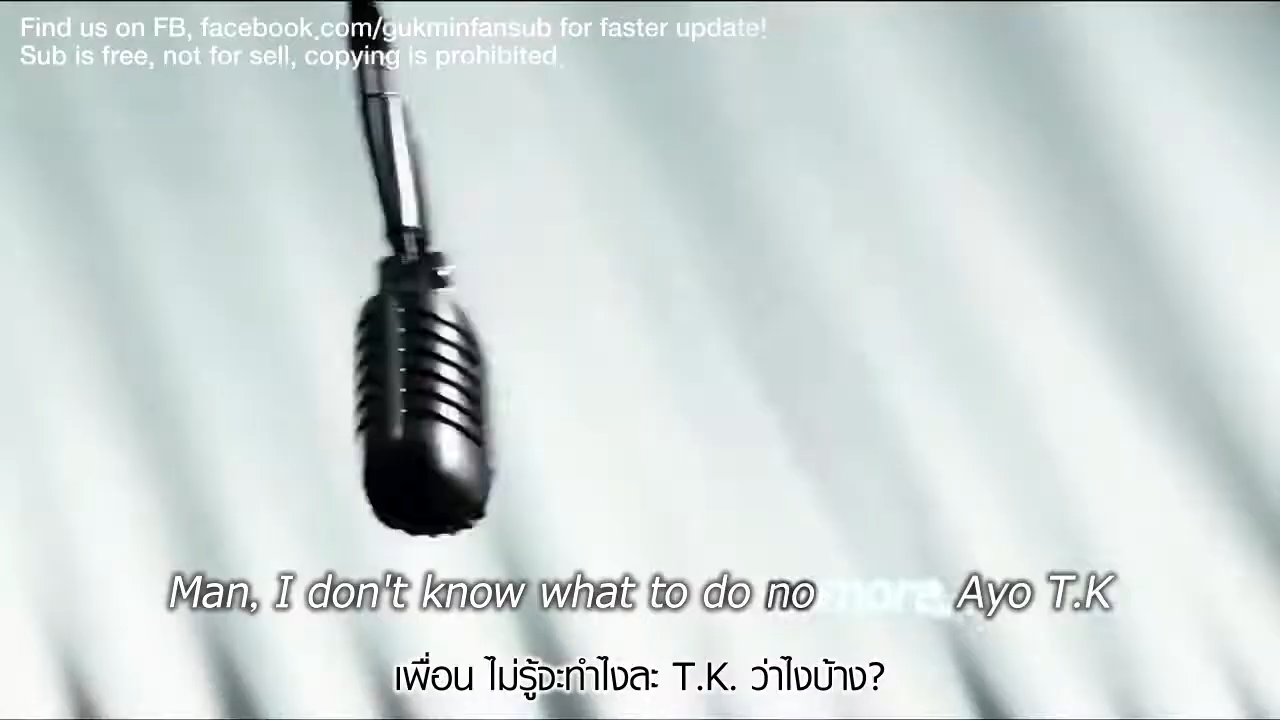 Find us on FB, facebook.com/gukminfansub for faster update!
Sub is free, not for sell, copying is prohibited.
Man, I don't know what to do no more, Ayo T.K
เพื่อน ไม่รู้จะทำไงละ T.K. ว่าไงบ้าง?